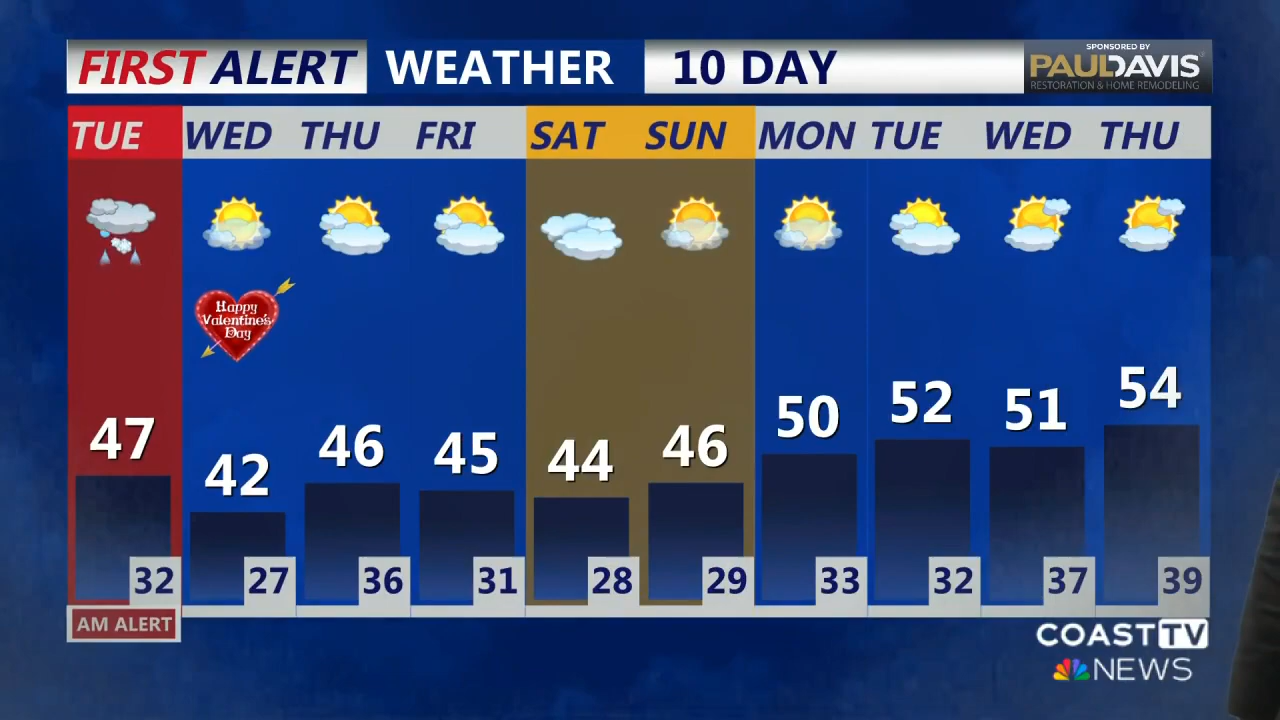 FIRST ALERT WEATHER 10 DAY
SPONSORED BY
PAULDAVIS
RESTORATION & HOME REMODELING
TUE WED THU FRI SAT SUN MON TUE WED THU
Happy
Valentine's
Day
47 42 46 45 44 46 50 52 51 54
32 27 36 31 28 29 33 32 37 39
AM ALERT
COAST TV
NEWS